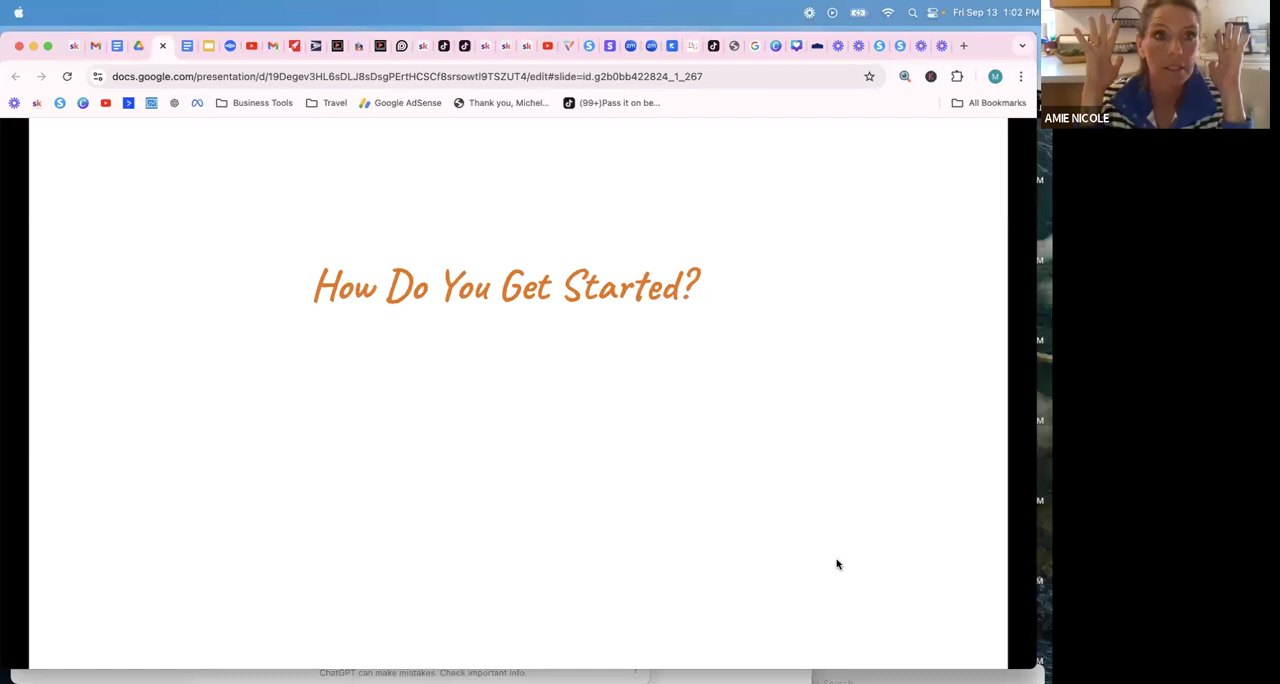 Fri Sep 13 1:02 PM
docs.google.com/presentation/d/19Degev3HL6sDLJ8sDsgPErtHCSCf8srsowtI9TSZUT4/edit#slide=id.g2b0bb422824_1_267
Business Tools
Travel
Google AdSense
Thank you, Michel...
(99+)Pass it on be...
All Bookmarks
AMIE NICOLE
How Do You Get Started?
ChatGPT can make mistakes. Check important info.
Search